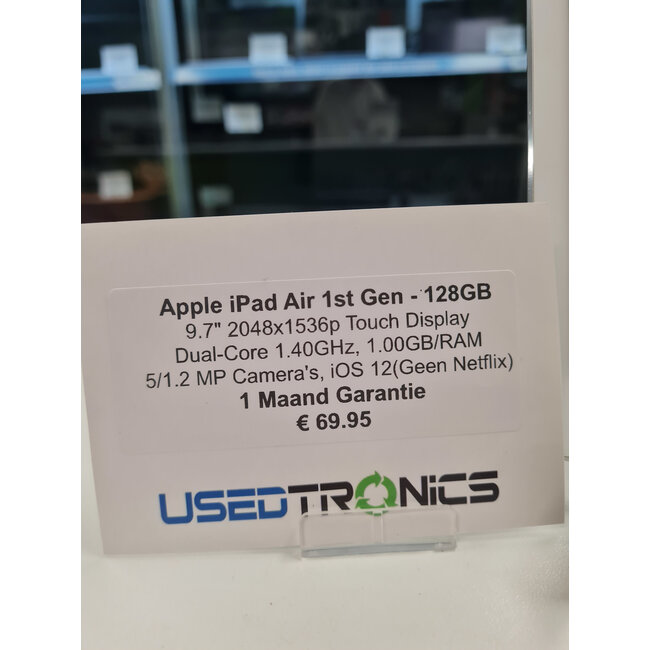 Apple iPad Air 1st Gen - 128GB
9.7" 2048x1536p Touch Display
Dual-Core 1.40GHz, 1.00GB/RAM
5/1.2 MP Camera's, iOS 12(Geen Netflix)
1 Maand Garantie
€ 69.95
USEDTRONiCS